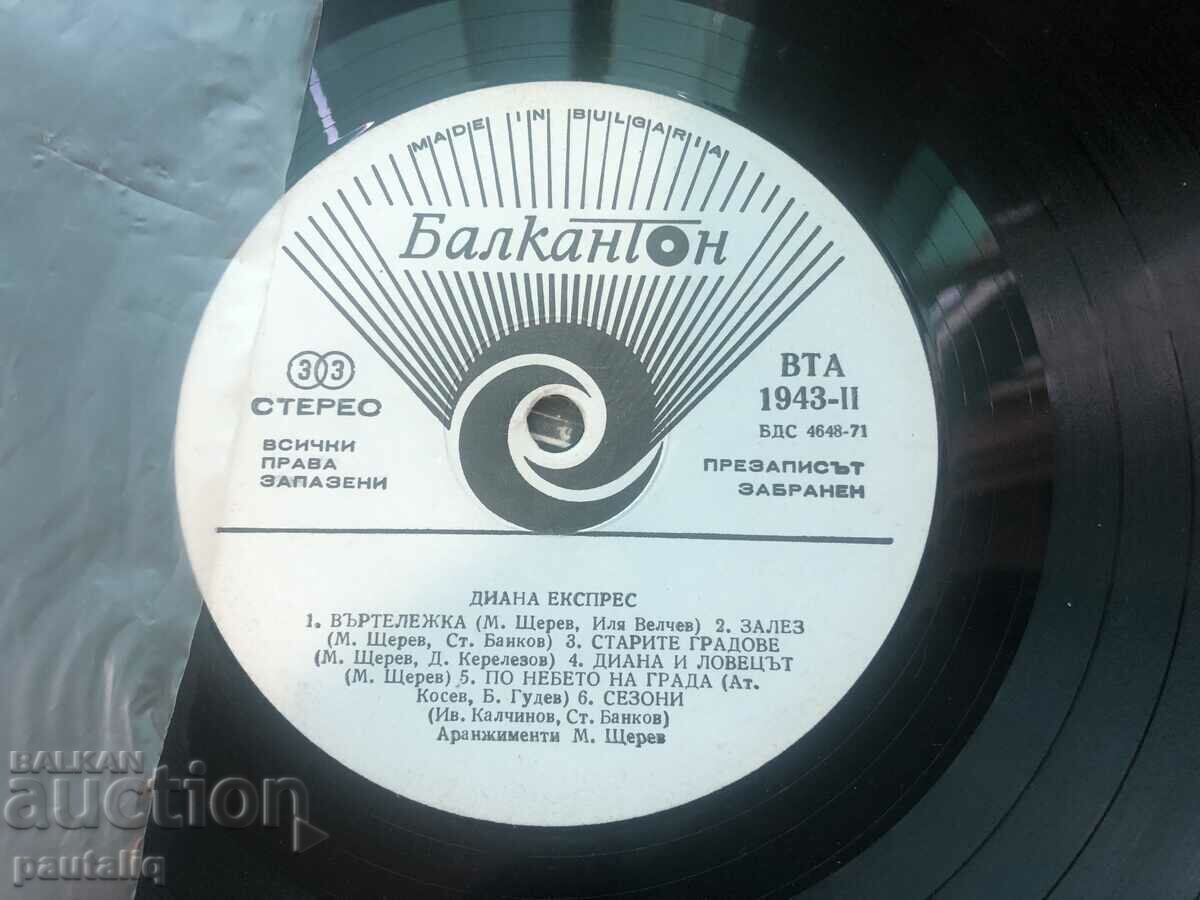 MADE IN BULGARIA
Балкантон
33
СТЕРЕО
ВСИЧКИ
ПРАВА
ЗАПАЗЕНИ
ВТА
1943-II
БДС 4648-71
ПРЕЗАПИСЪТ
ЗАБРАНЕН
ДИАНА ЕКСПРЕС
1. ВЪРТЕЛЕЖКА (М. Щерев, Иля Велчев) 2. ЗАЛЕЗ
(М. Щерев, Ст. Банков) 3. СТАРИТЕ ГРАДОВЕ
(М. Щерев, Д. Керелезов) 4. ДИАНА И ЛОВЕЦЪТ
(М. Щерев) 5. ПО НЕБЕТО НА ГРАДА (Ат.
Косев, Б. Гудев) 6. СЕЗОНИ
(Ив. Калчинов, Ст. Банков)
Аранжименти М. Щерев
BALKAN
auction
pautaliq